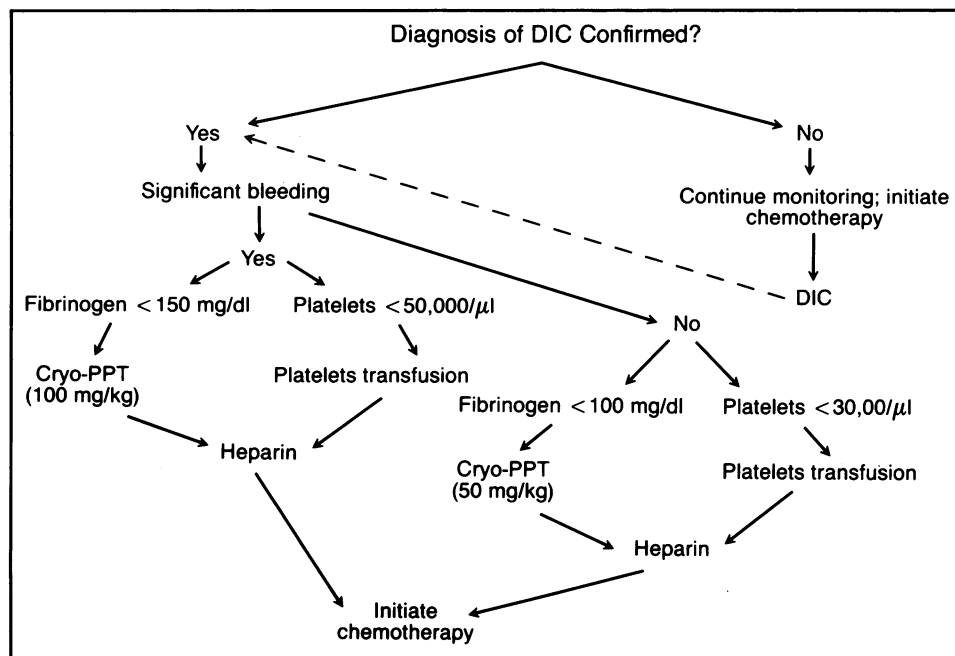 Diagnosis of DIC Confirmed?
Yes
No
Significant bleeding
Continue monitoring; initiate
chemotherapy
Yes
DIC
Fibrinogen <150 mg/dl
Platelets <50,000/μl
No
Cryo-PPT
(100 mg/kg)
Platelets transfusion
Fibrinogen <100 mg/dl
Platelets <30,00/μl
Heparin
Cryo-PPT
(50 mg/kg)
Platelets transfusion
Heparin
Initiate
chemotherapy